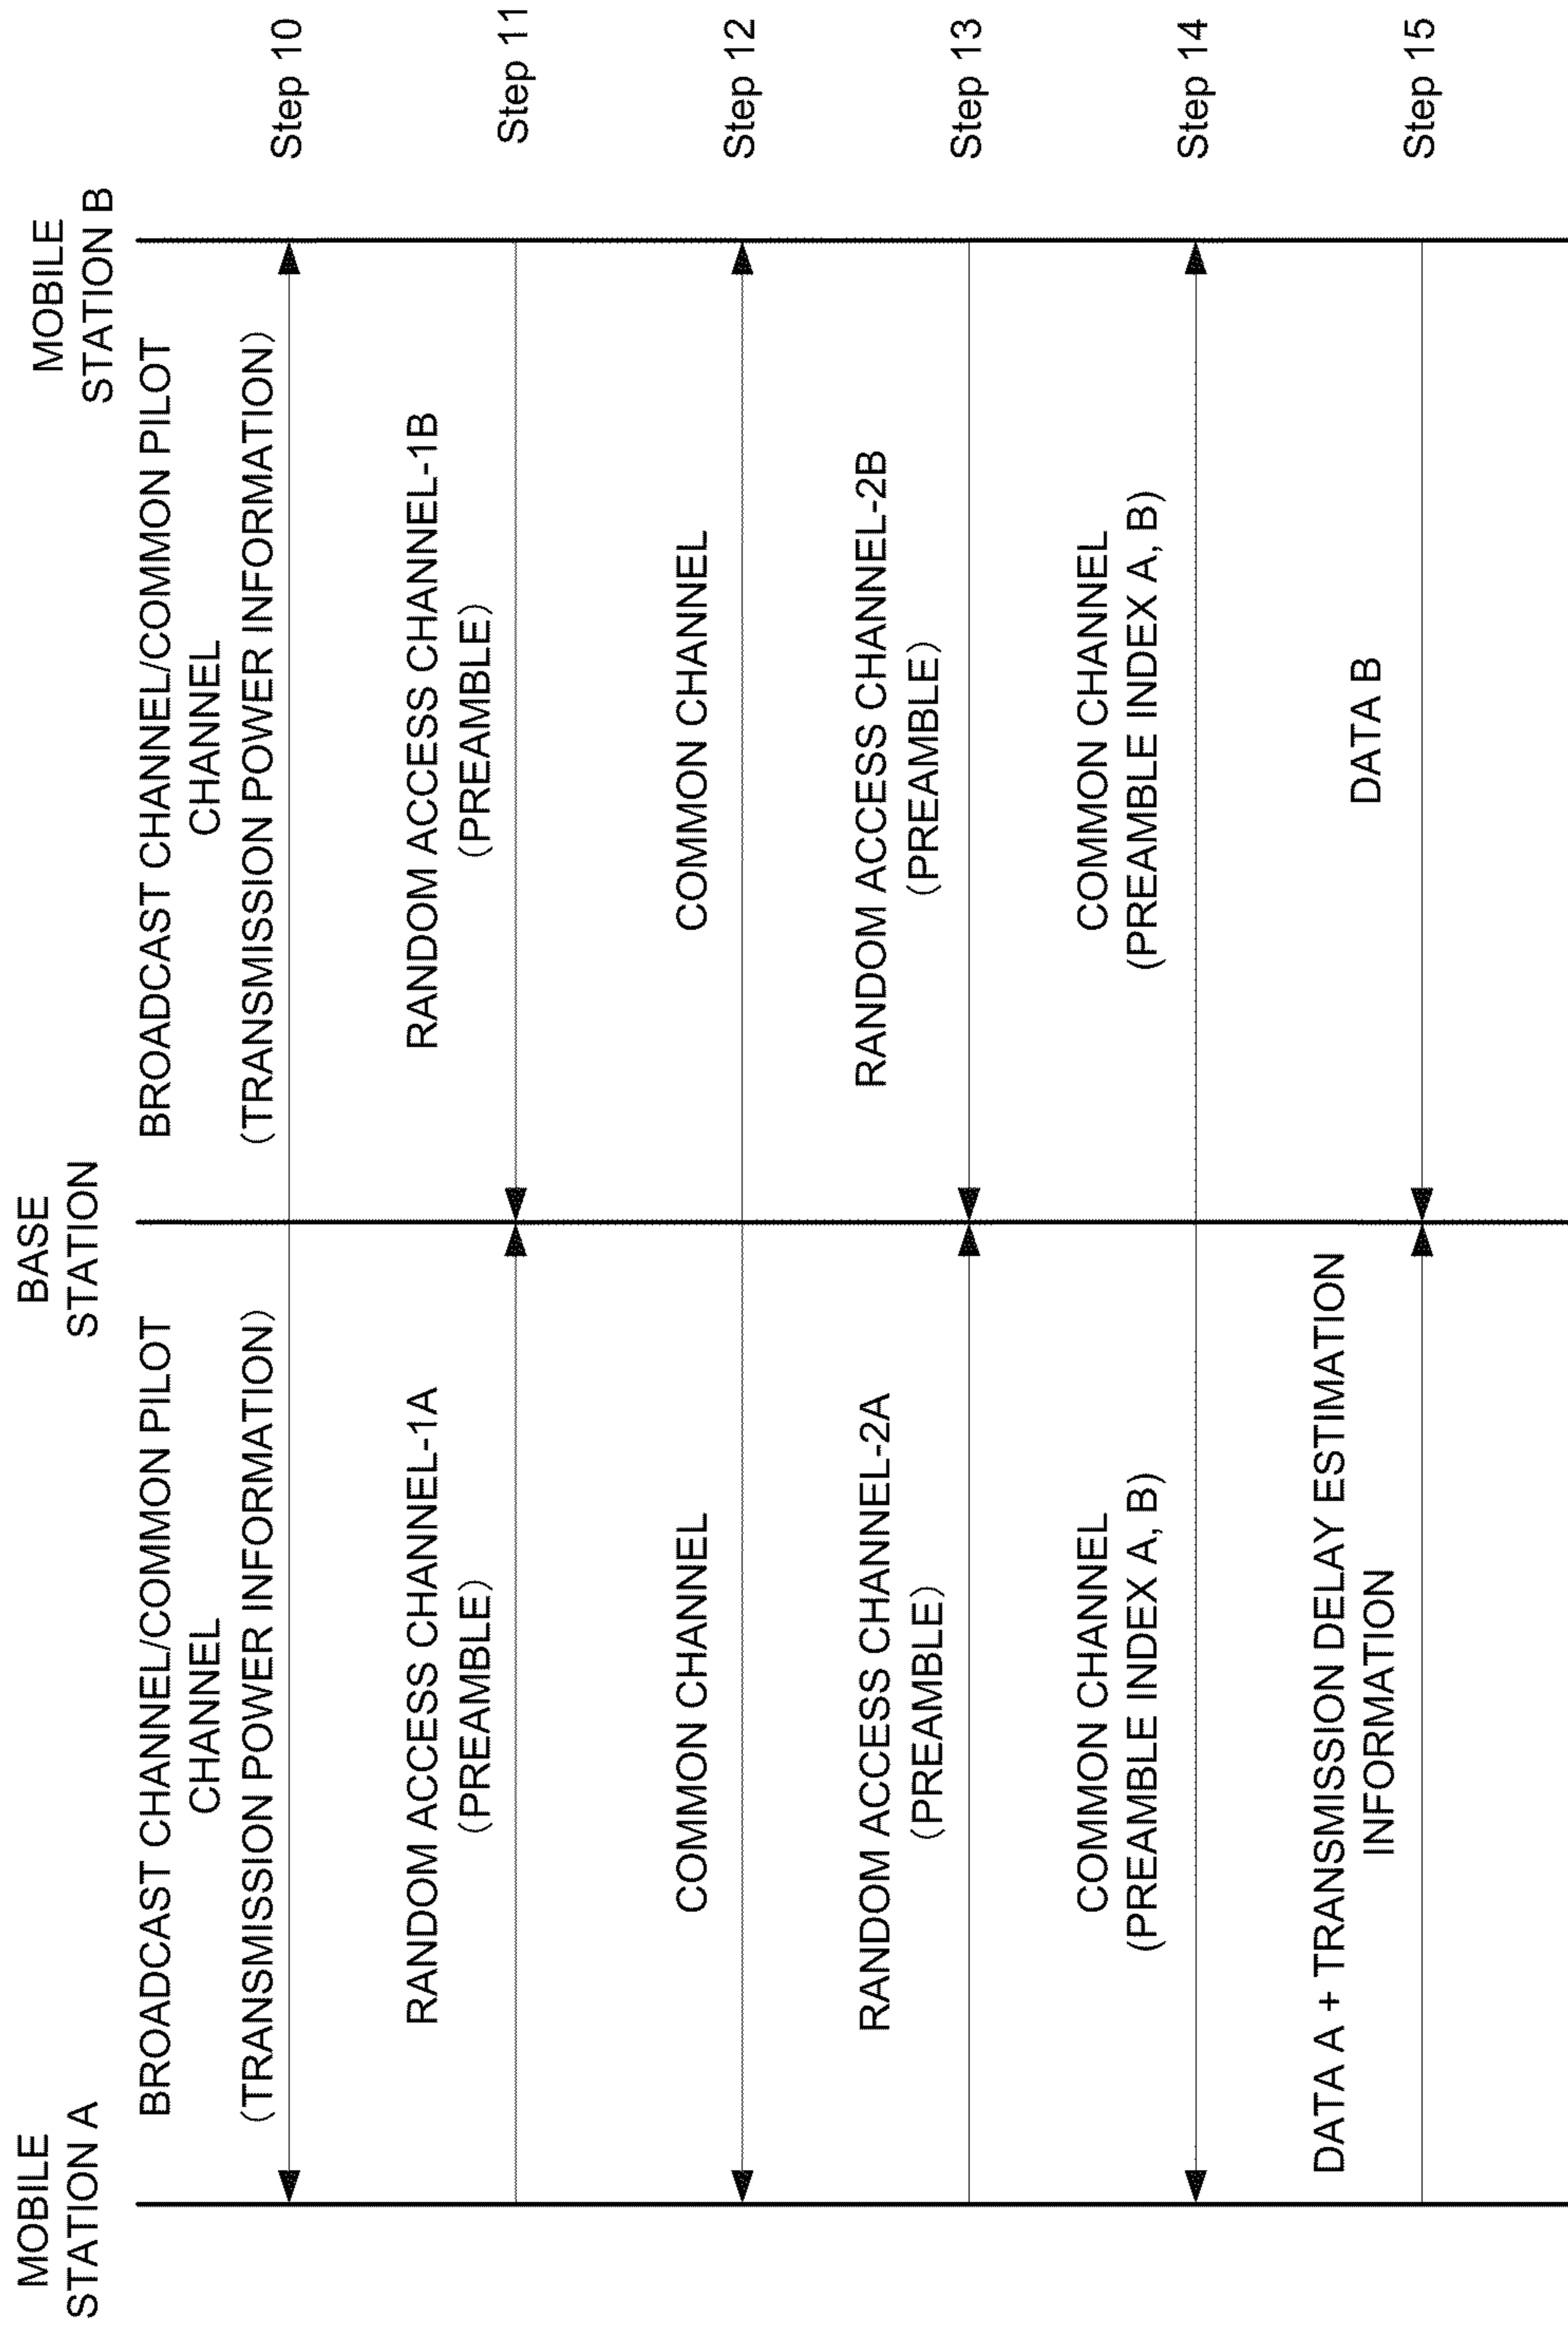 MOBILE
STATION A
BASE
STATION
MOBILE
STATION B
BROADCAST CHANNEL/COMMON PILOT
CHANNEL
(TRANSMISSION POWER INFORMATION)
BROADCAST CHANNEL/COMMON PILOT
CHANNEL
(TRANSMISSION POWER INFORMATION)
Step 10
RANDOM ACCESS CHANNEL-1A
(PREAMBLE)
RANDOM ACCESS CHANNEL-1B
(PREAMBLE)
Step 11
COMMON CHANNEL
COMMON CHANNEL
Step 12
RANDOM ACCESS CHANNEL-2A
(PREAMBLE)
RANDOM ACCESS CHANNEL-2B
(PREAMBLE)
Step 13
COMMON CHANNEL
(PREAMBLE INDEX A, B)
COMMON CHANNEL
(PREAMBLE INDEX A, B)
Step 14
DATA A + TRANSMISSION DELAY ESTIMATION
INFORMATION
DATA B
Step 15